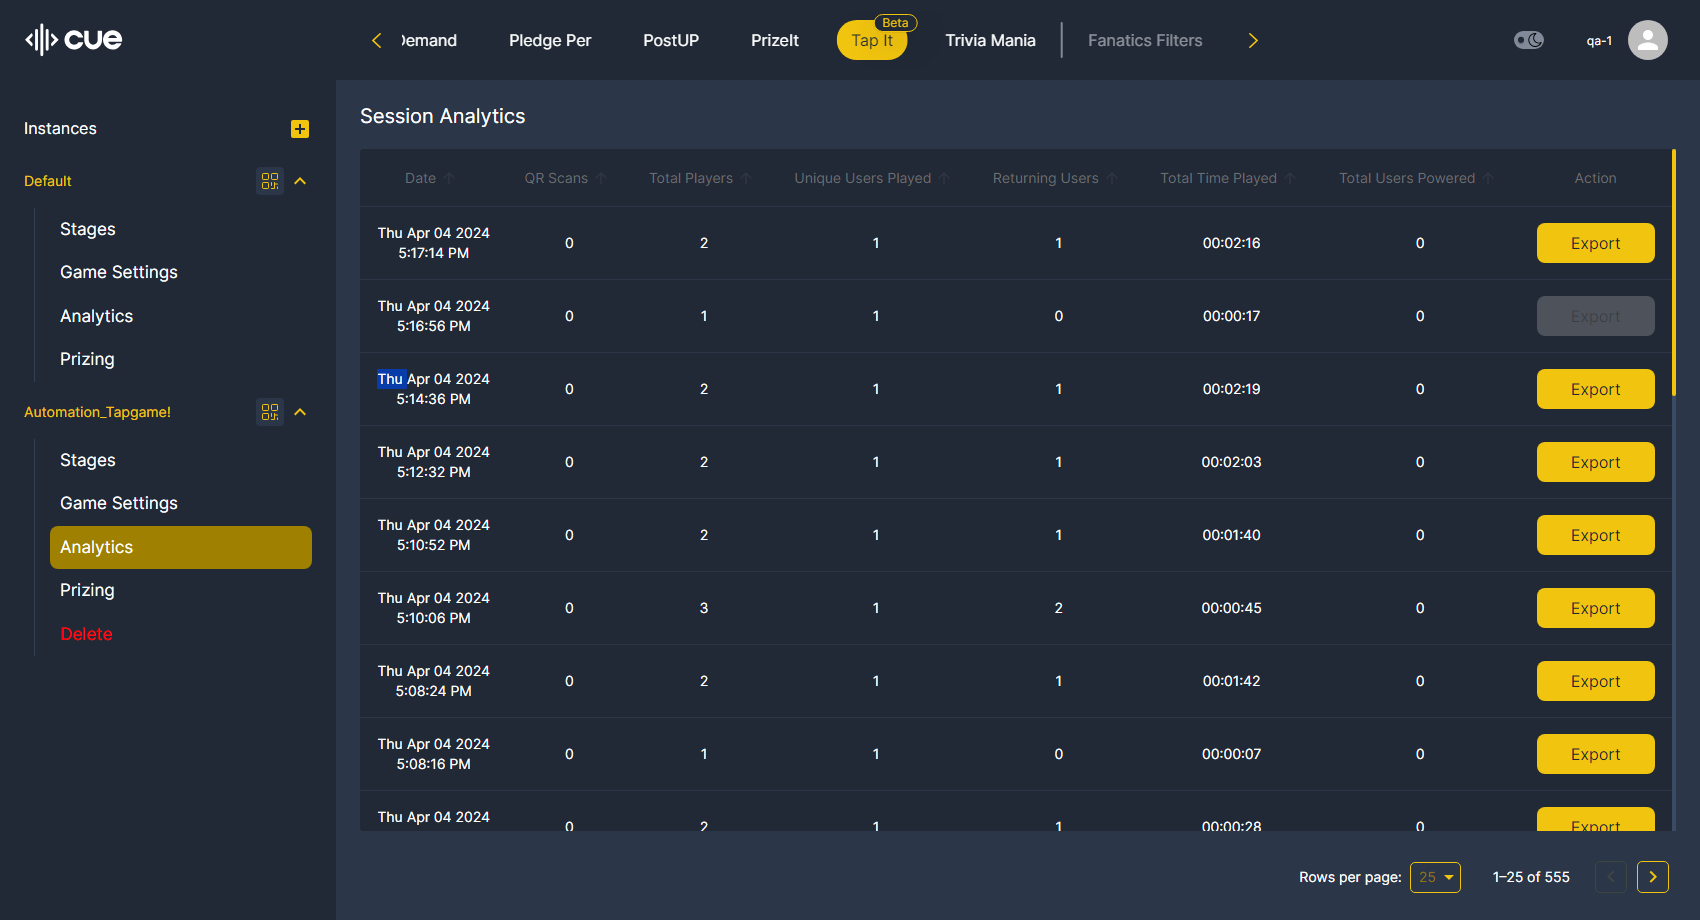 cue
Demand
Pledge Per
PostUP
PrizeIt
Tap It
Beta
Trivia Mania
Fanatics Filters
qa-1
Instances
Default
Stages
Game Settings
Analytics
Prizing
Automation_Tapgame!
Stages
Game Settings
Analytics
Prizing
Delete
Session Analytics
Date QR Scans Total Players Unique Users Played Returning Users Total Time Played Total Users Powered Action
Thu Apr 04 2024
5:17:14 PM 0 2 1 1 00:02:16 0 Export
Thu Apr 04 2024
5:16:56 PM 0 1 1 0 00:00:17 0 Export
Thu Apr 04 2024
5:14:36 PM 0 2 1 1 00:02:19 0 Export
Thu Apr 04 2024
5:12:32 PM 0 2 1 1 00:02:03 0 Export
Thu Apr 04 2024
5:10:52 PM 0 2 1 1 00:01:40 0 Export
Thu Apr 04 2024
5:10:06 PM 0 3 1 2 00:00:45 0 Export
Thu Apr 04 2024
5:08:24 PM 0 2 1 1 00:01:42 0 Export
Thu Apr 04 2024
5:08:16 PM 0 1 1 0 00:00:07 0 Export
Thu Apr 04 2024
0 2 1 1 00:00:28 0 Export
Rows per page: 25 1–25 of 555